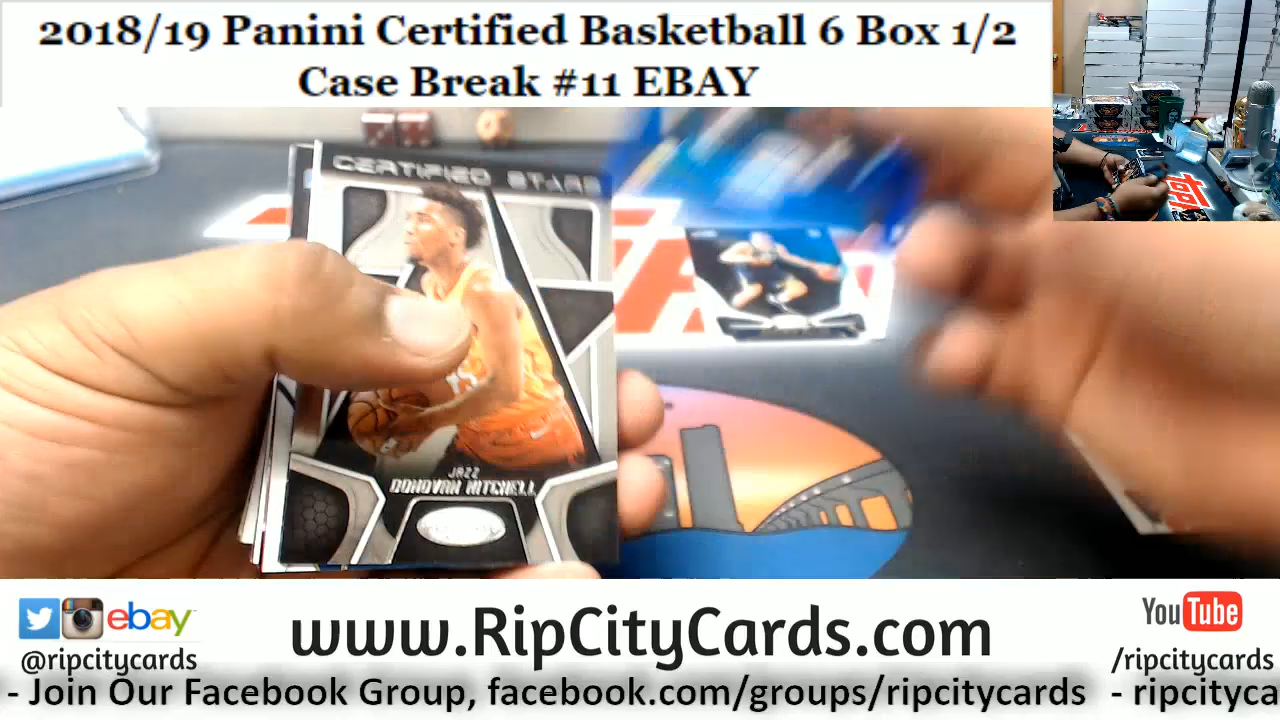 2018/19 Panini Certified Basketball 6 Box 1/2
Case Break #11 EBAY
CERTIFIED STARS
JAZZ
DONOVAN MITCHELL
ebay
www.RipCityCards.com
YouTube
@ripcitycards
/ripcitycards
- Join Our Facebook Group, facebook.com/groups/ripcitycards - ripcityca